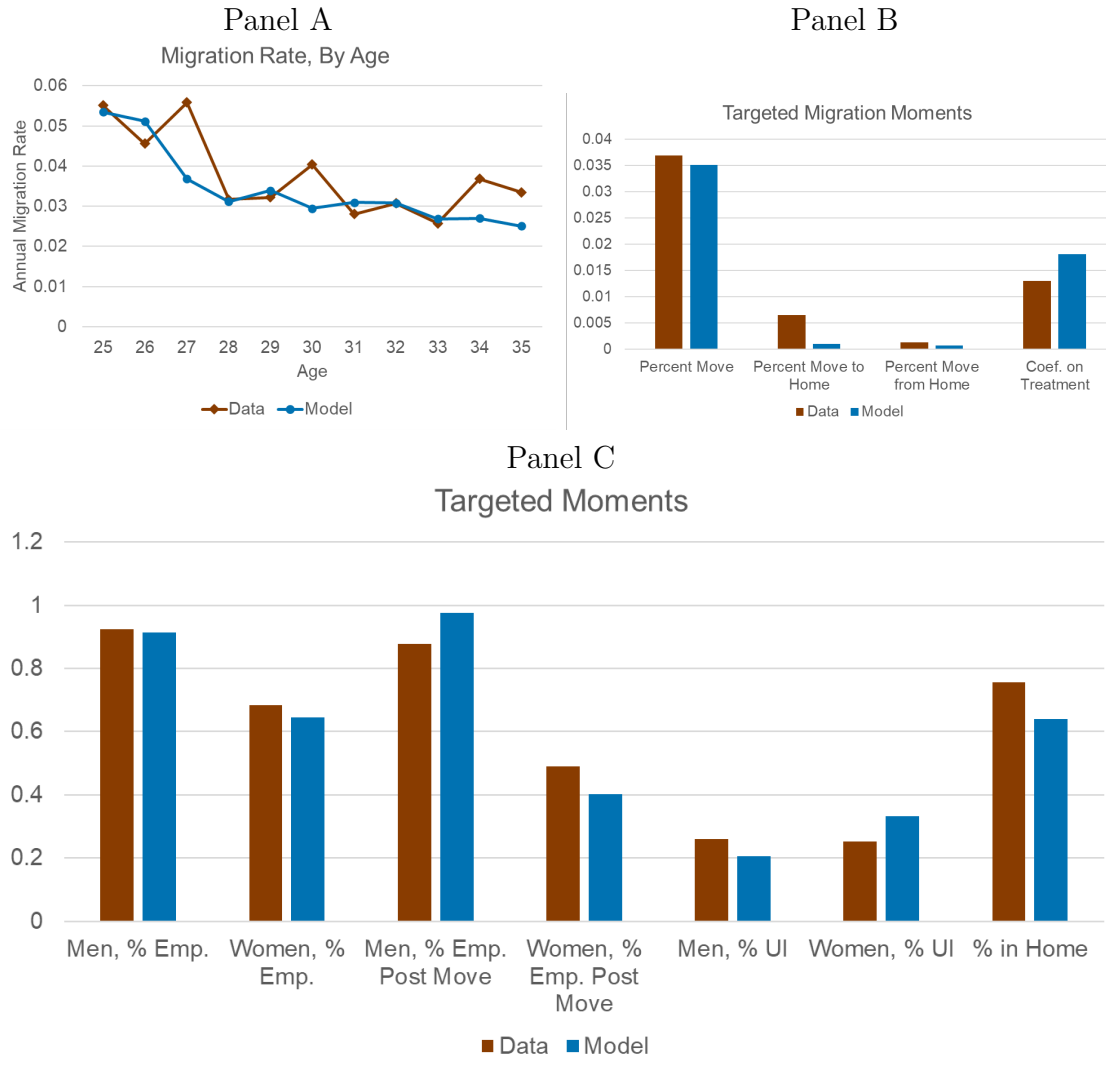 Panel A
Migration Rate, By Age
Annual Migration Rate
0.06
0.05
0.04
0.03
0.02
0.01
0
25 26 27 28 29 30 31 32 33 34 35
Age
Data Model
Panel B
Targeted Migration Moments
0.04
0.035
0.03
0.025
0.02
0.015
0.01
0.005
0
Percent Move
Percent Move to
Home
Percent Move
from Home
Coef. on
Treatment
Data Model
Panel C
Targeted Moments
1.2
1
0.8
0.6
0.4
0.2
0
Men, % Emp.
Women, %
Emp.
Men, % Emp.
Post Move
Women, %
Emp. Post
Move
Men, % UI
Women, % UI
% in Home
Data Model